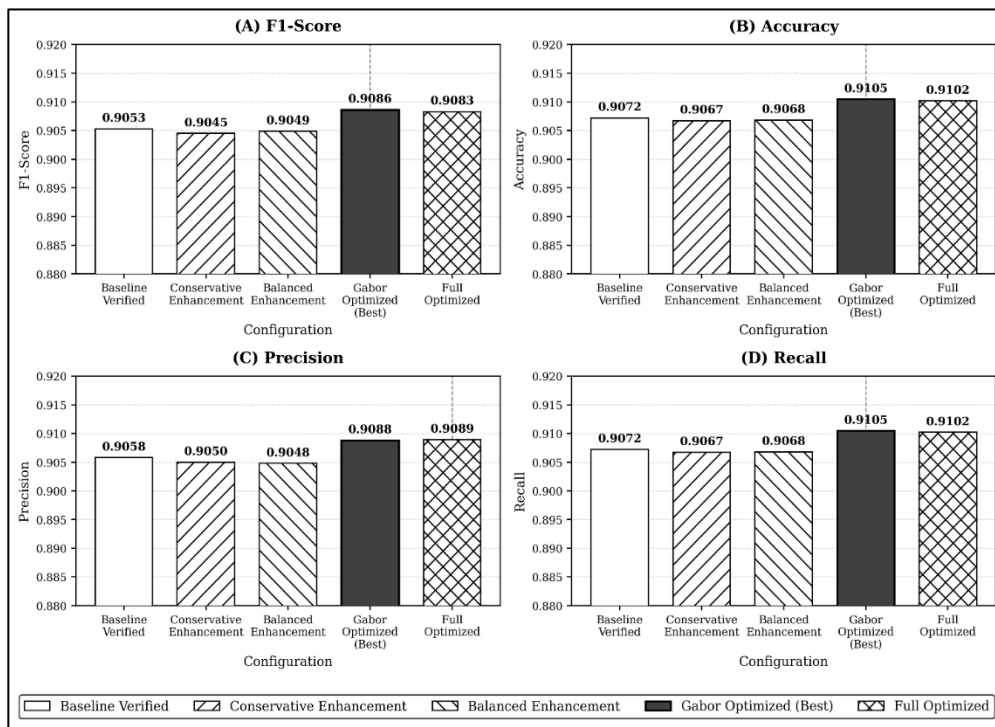 (A) F1-Score
0.920
0.915
0.910
0.905
0.900
0.895
0.890
0.885
0.880
F1-Score
0.9053
0.9045
0.9049
0.9086
0.9083
Baseline Verified
Conservative Enhancement
Balanced Enhancement
Gabor Optimized (Best)
Full Optimized
Configuration
(B) Accuracy
0.920
0.915
0.910
0.905
0.900
0.895
0.890
0.885
0.880
Accuracy
0.9072
0.9067
0.9068
0.9105
0.9102
Baseline Verified
Conservative Enhancement
Balanced Enhancement
Gabor Optimized (Best)
Full Optimized
Configuration
(C) Precision
0.920
0.915
0.910
0.905
0.900
0.895
0.890
0.885
0.880
Precision
0.9058
0.9050
0.9048
0.9088
0.9089
Baseline Verified
Conservative Enhancement
Balanced Enhancement
Gabor Optimized (Best)
Full Optimized
Configuration
(D) Recall
0.920
0.915
0.910
0.905
0.900
0.895
0.890
0.885
0.880
Recall
0.9072
0.9067
0.9068
0.9105
0.9102
Baseline Verified
Conservative Enhancement
Balanced Enhancement
Gabor Optimized (Best)
Full Optimized
Configuration
Baseline Verified
Conservative Enhancement
Balanced Enhancement
Gabor Optimized (Best)
Full Optimized